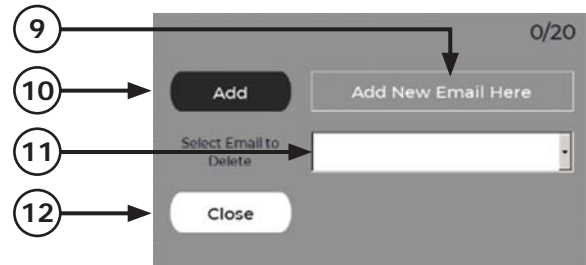 9
0/20
10
Add
Add New Email Here
11
Select Email to
Delete
12
Close